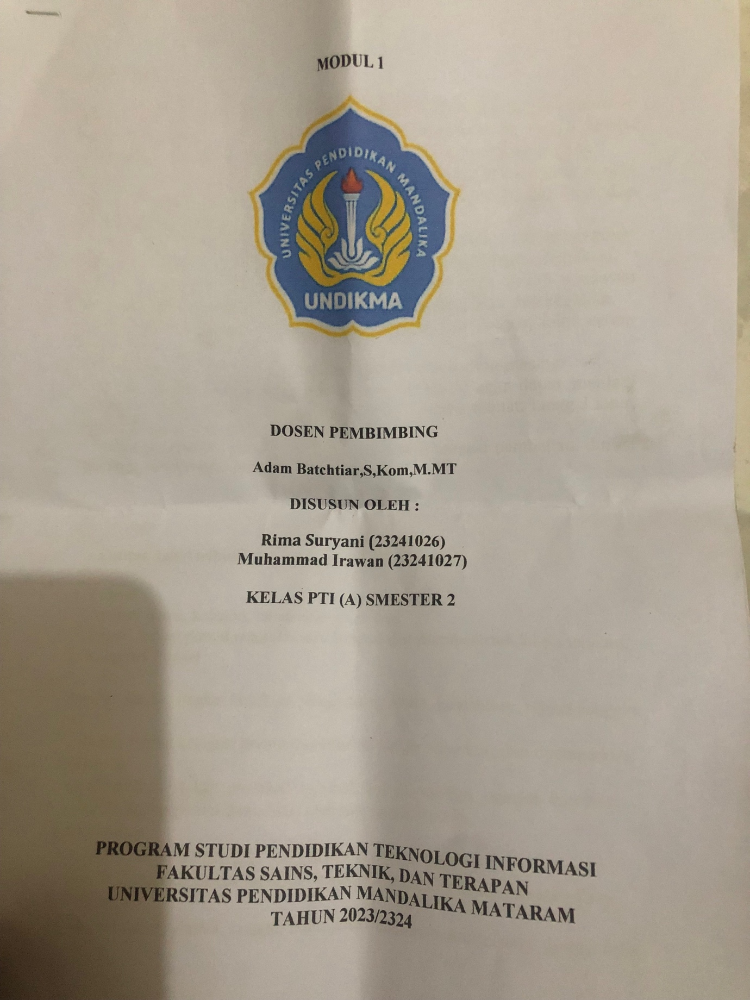 MODUL 1
UNIVERSITAS PENDIDIKAN MANDALIKA
UNDIKMA
DOSEN PEMBIMBING
Adam Batchtiar,S,Kom,M.MT
DISUSUN OLEH :
Rima Suryani (23241026)
Muhammad Irawan (23241027)
KELAS PTI (A) SMESTER 2
PROGRAM STUDI PENDIDIKAN TEKNOLOGI INFORMASI
FAKULTAS SAINS, TEKNIK, DAN TERAPAN
UNIVERSITAS PENDIDIKAN MANDALIKA MATARAM
TAHUN 2023/2324